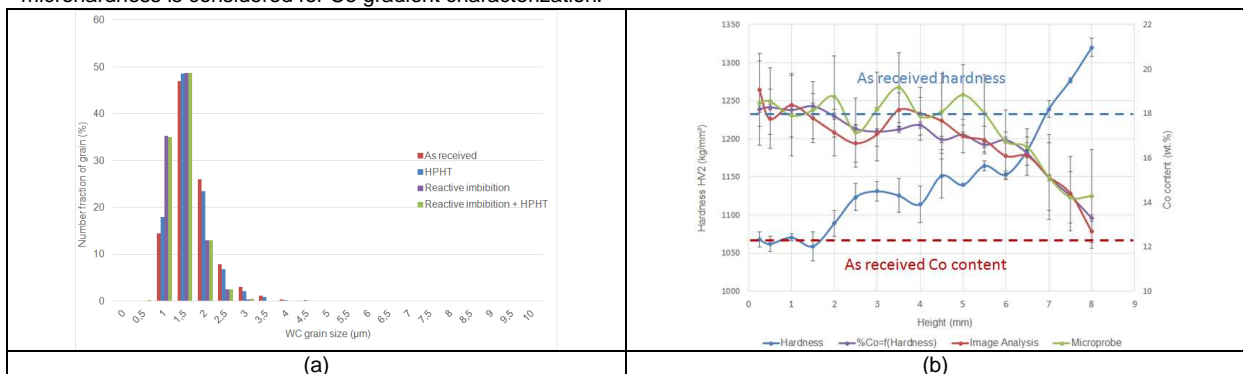 microhardness is considered for Co gradient characterization.
60
50
40
30
20
10
0
Number fraction of grain (%)
As received
HPHT
Reactive imbibition
Reactive imbibition + HPHT
0 0,5 1 1,5 2 2,5 3 3,5 4 4,5 5 5,5 6 6,5 7 7,5 8 8,5 9 9,5 10
WC grain size (µm)
(a)
1350
1300
1250
1200
1150
1100
1050
1000
Hardness HV2 (kg/mm²)
As received hardness
As received Co content
22
20
18
16
14
12
10
Co content (wt.%)
0 1 2 3 4 5 6 7 8 9
Height (mm)
Hardness %Co=f(Hardness) Image Analysis Microprobe
(b)